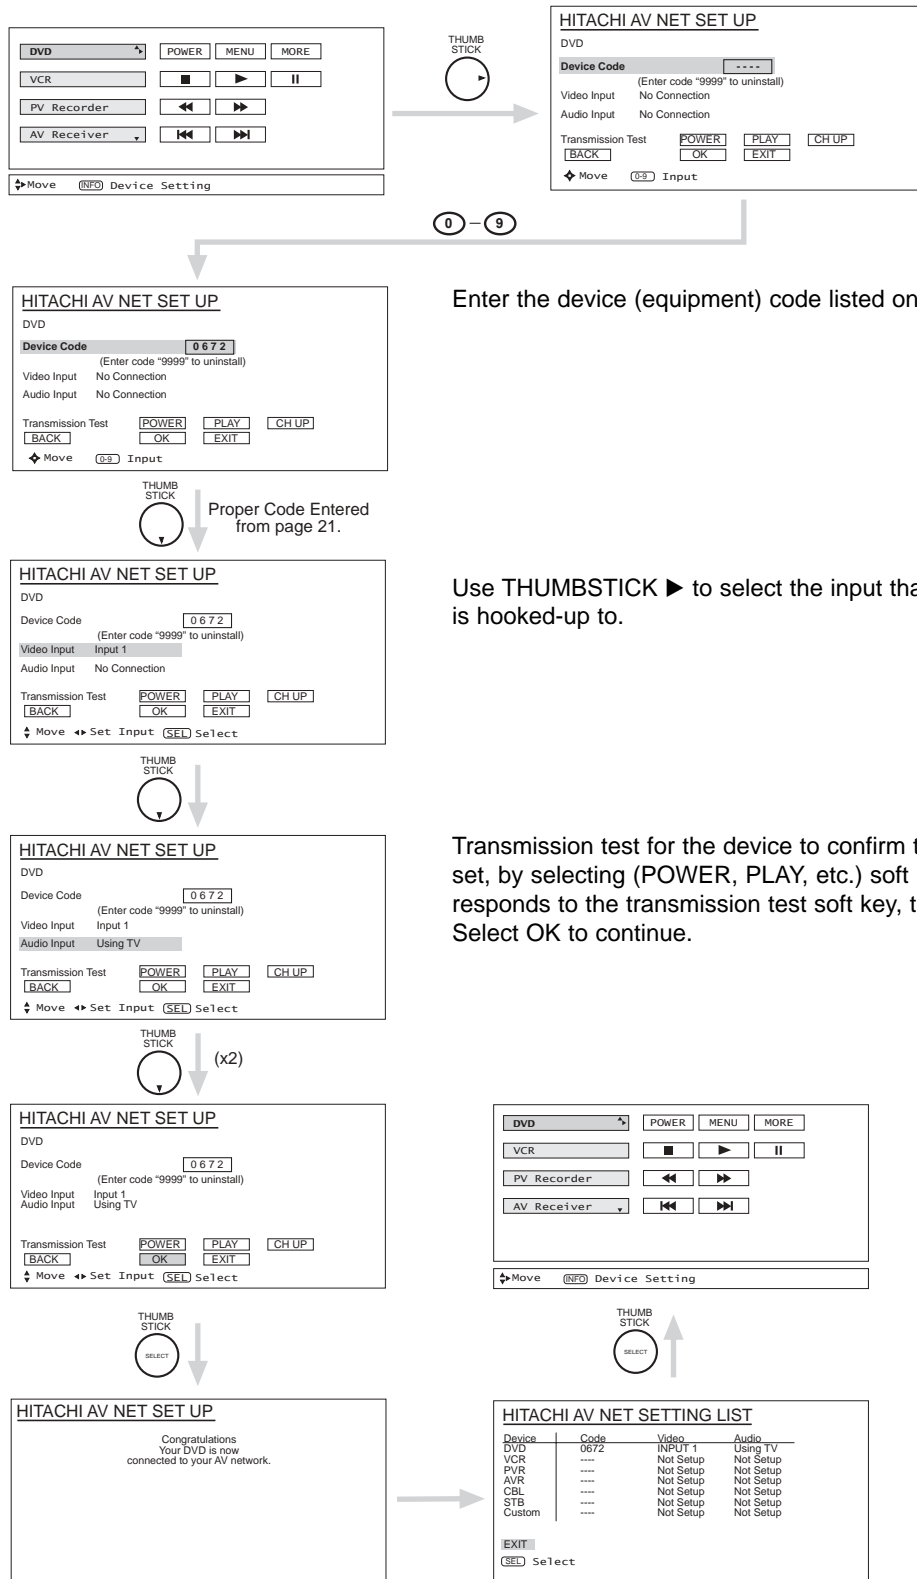 DVD
POWER MENU MORE
VCR
PV Recorder
AV Receiver
Move INFO Device Setting
THUMB
STICK
HITACHI AV NET SET UP
DVD
Device Code ----
(Enter code "9999" to uninstall)
Video Input No Connection
Audio Input No Connection
Transmission Test POWER PLAY CH UP
BACK OK EXIT
Move 0-9 Input
0 – 9
HITACHI AV NET SET UP
DVD
Device Code 0 6 7 2
(Enter code "9999" to uninstall)
Video Input No Connection
Audio Input No Connection
Transmission Test POWER PLAY CH UP
BACK OK EXIT
Move 0-9 Input
Enter the device (equipment) code listed on
THUMB
STICK
Proper Code Entered
from page 21.
HITACHI AV NET SET UP
DVD
Device Code 0 6 7 2
(Enter code "9999" to uninstall)
Video Input Input 1
Audio Input No Connection
Transmission Test POWER PLAY CH UP
BACK OK EXIT
Move Set Input SEL Select
Use THUMBSTICK ▶ to select the input tha
is hooked-up to.
THUMB
STICK
HITACHI AV NET SET UP
DVD
Device Code 0 6 7 2
(Enter code "9999" to uninstall)
Video Input Input 1
Audio Input Using TV
Transmission Test POWER PLAY CH UP
BACK OK EXIT
Move Set Input SEL Select
Transmission test for the device to confirm t
set, by selecting (POWER, PLAY, etc.) soft
responds to the transmission test soft key, t
Select OK to continue.
THUMB
STICK
(x2)
HITACHI AV NET SET UP
DVD
Device Code 0 6 7 2
(Enter code "9999" to uninstall)
Video Input Input 1
Audio Input Using TV
Transmission Test POWER PLAY CH UP
BACK OK EXIT
Move Set Input SEL Select
THUMB
STICK
SELECT
HITACHI AV NET SET UP
Congratulations
Your DVD is now
connected to your AV network.
HITACHI AV NET SETTING LIST
Device Code Video Audio
DVD 0672 INPUT 1 Using TV
VCR ---- Not Setup Not Setup
PVR ---- Not Setup Not Setup
AVR ---- Not Setup Not Setup
CBL ---- Not Setup Not Setup
STB ---- Not Setup Not Setup
Custom ---- Not Setup Not Setup
EXIT
SEL Select
THUMB
STICK
SELECT
DVD
POWER MENU MORE
VCR
PV Recorder
AV Receiver
Move INFO Device Setting